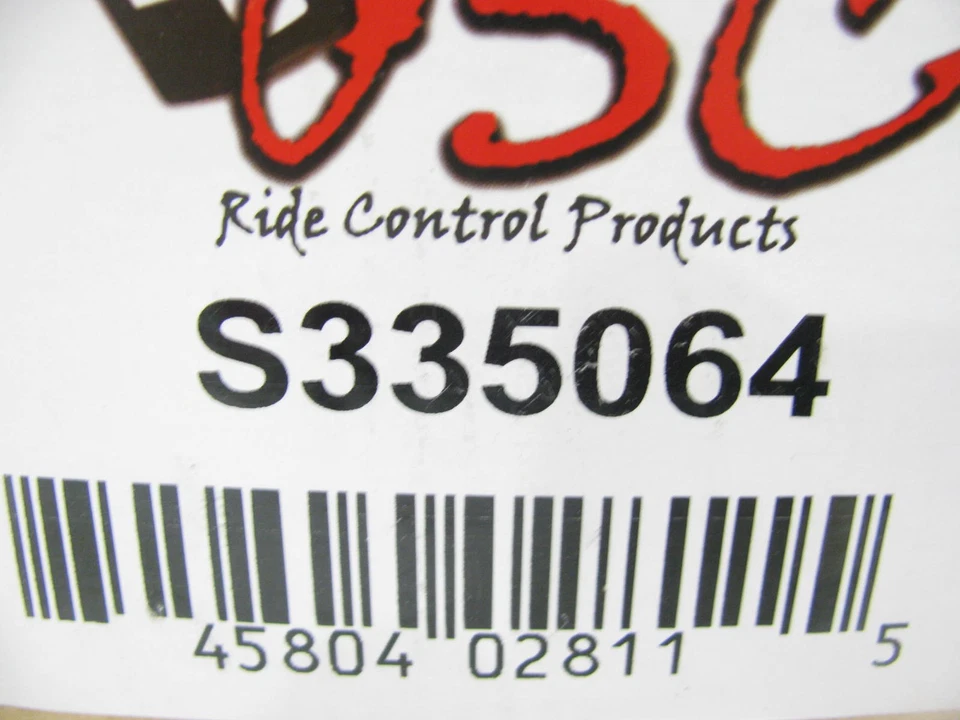 Ride Control Products
S335064
45804 02811 5